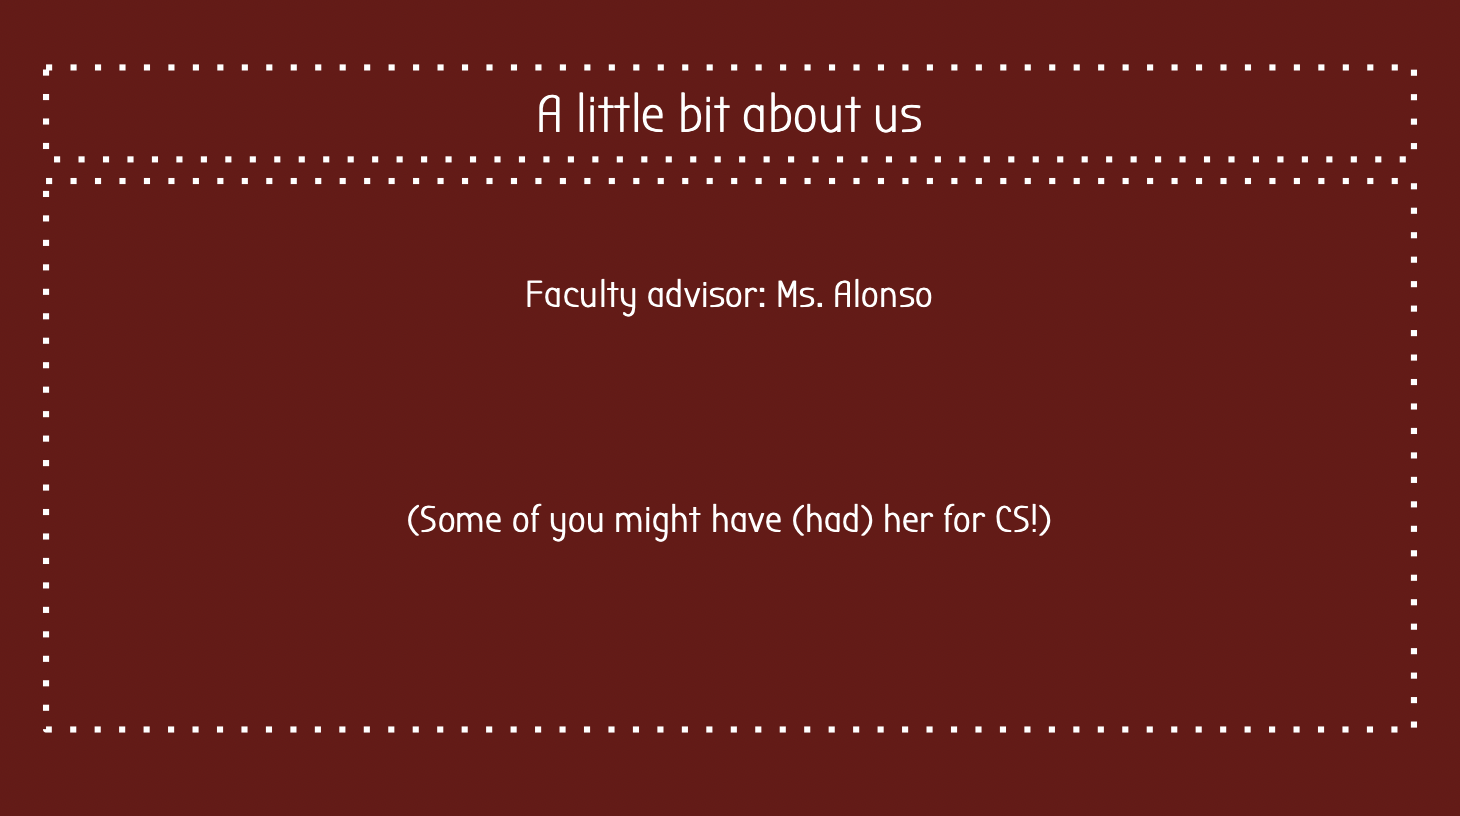 A little bit about us
Faculty advisor: Ms. Alonso
(Some of you might have (had) her for CS!)